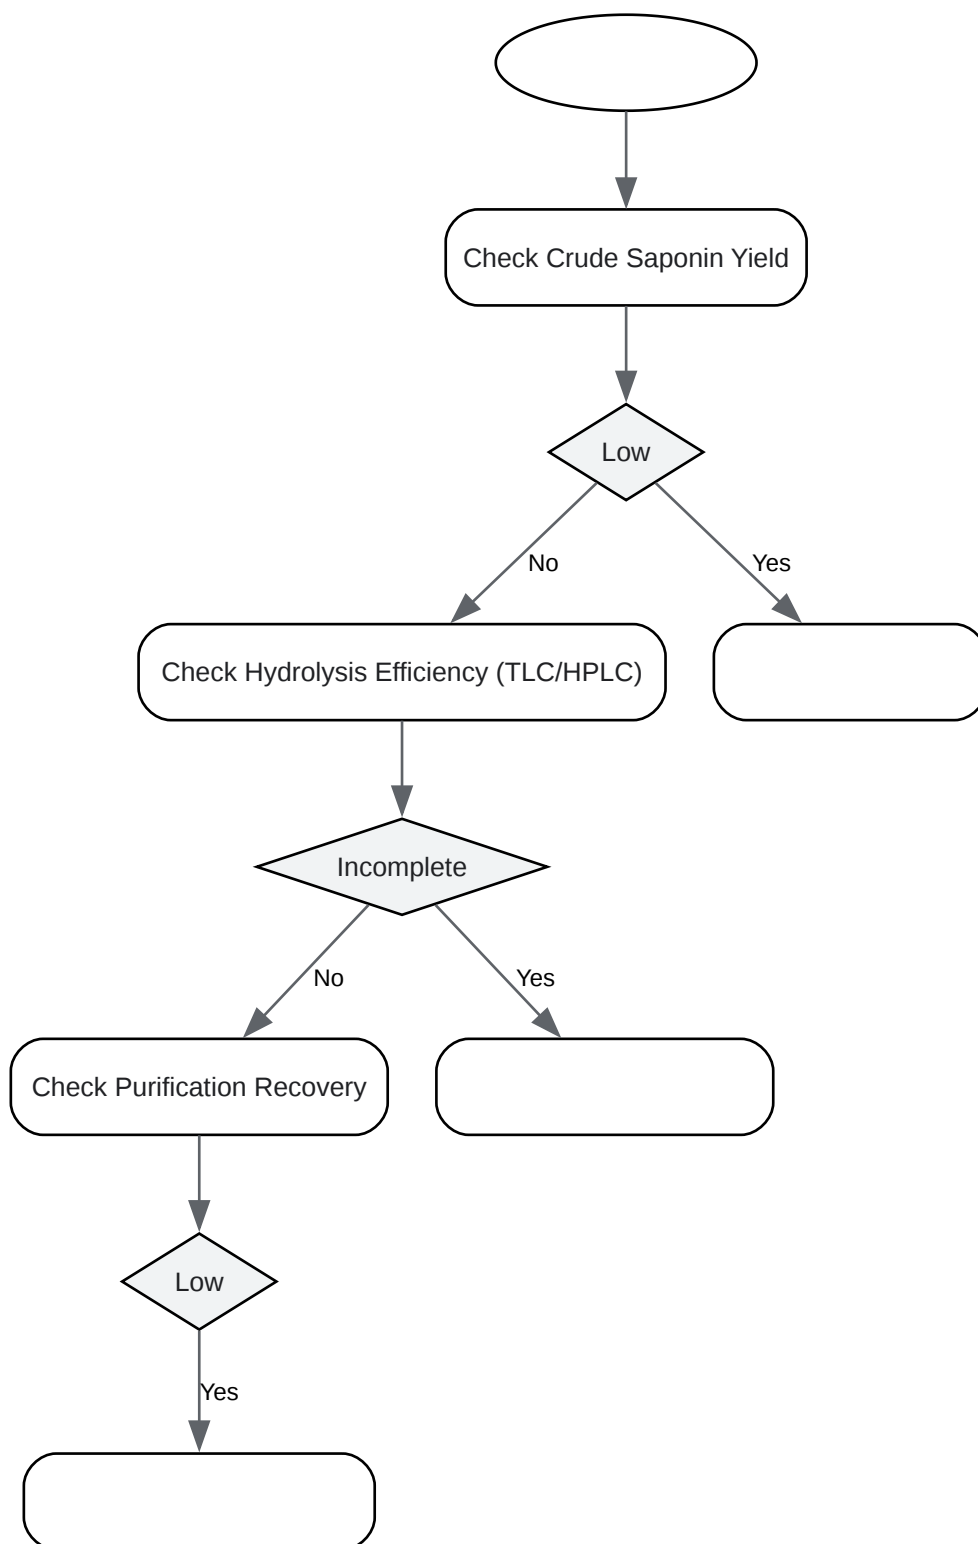 Check Crude Saponin Yield
Low
No
Yes
Check Hydrolysis Efficiency (TLC/HPLC)
Incomplete
No
Yes
Check Purification Recovery
Low
Yes